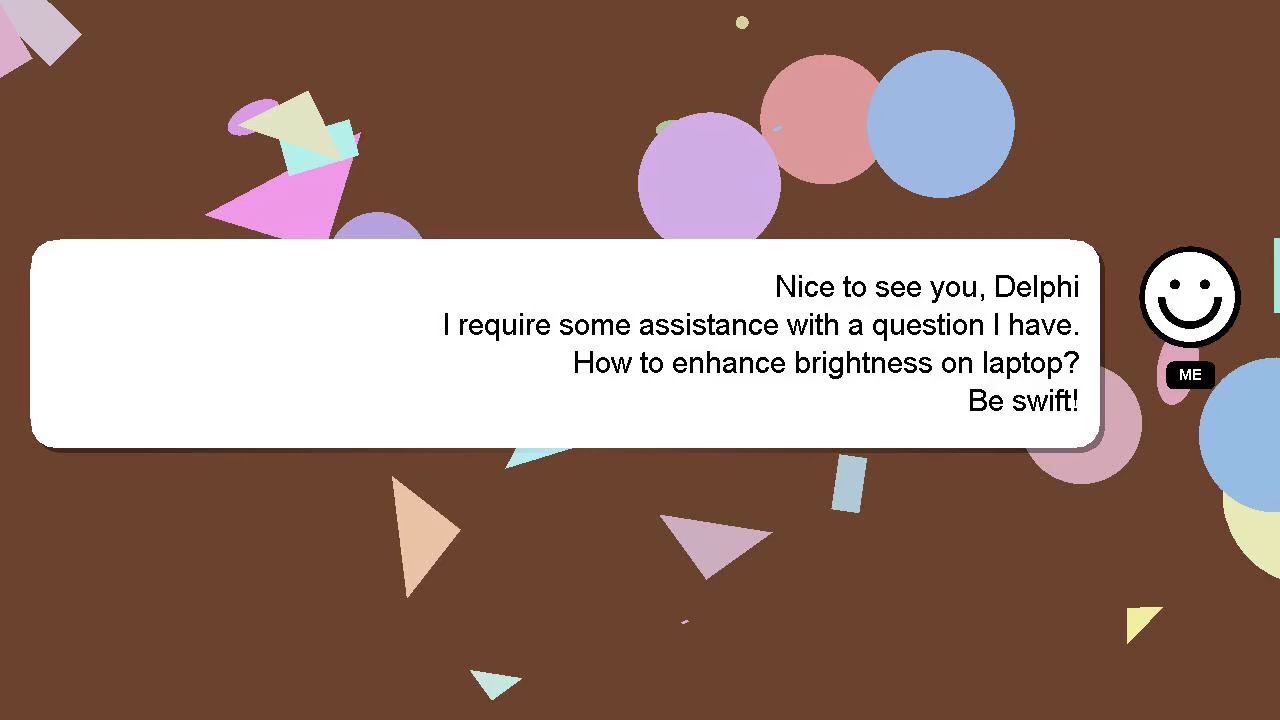 Nice to see you, Delphi
I require some assistance with a question I have.
How to enhance brightness on laptop?
Be swift!
ME